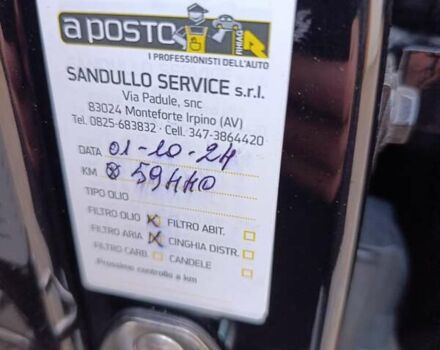 a posto
RHIAG
I PROFESSIONISTI DELL'AUTO
SANDULLO SERVICE s.r.l.
Via Padule, snc
83024 Monteforte Irpino (AV)
Tel. 0825-683832 · Cell. 347-3864420
DATA 01-10-24
KM 59440
TIPO OLIO
FILTRO OLIO FILTRO ABIT.
FILTRO ARIA CINGHIA DISTR.
FILTRO CARB. CANDELE
Prossimo controllo a km